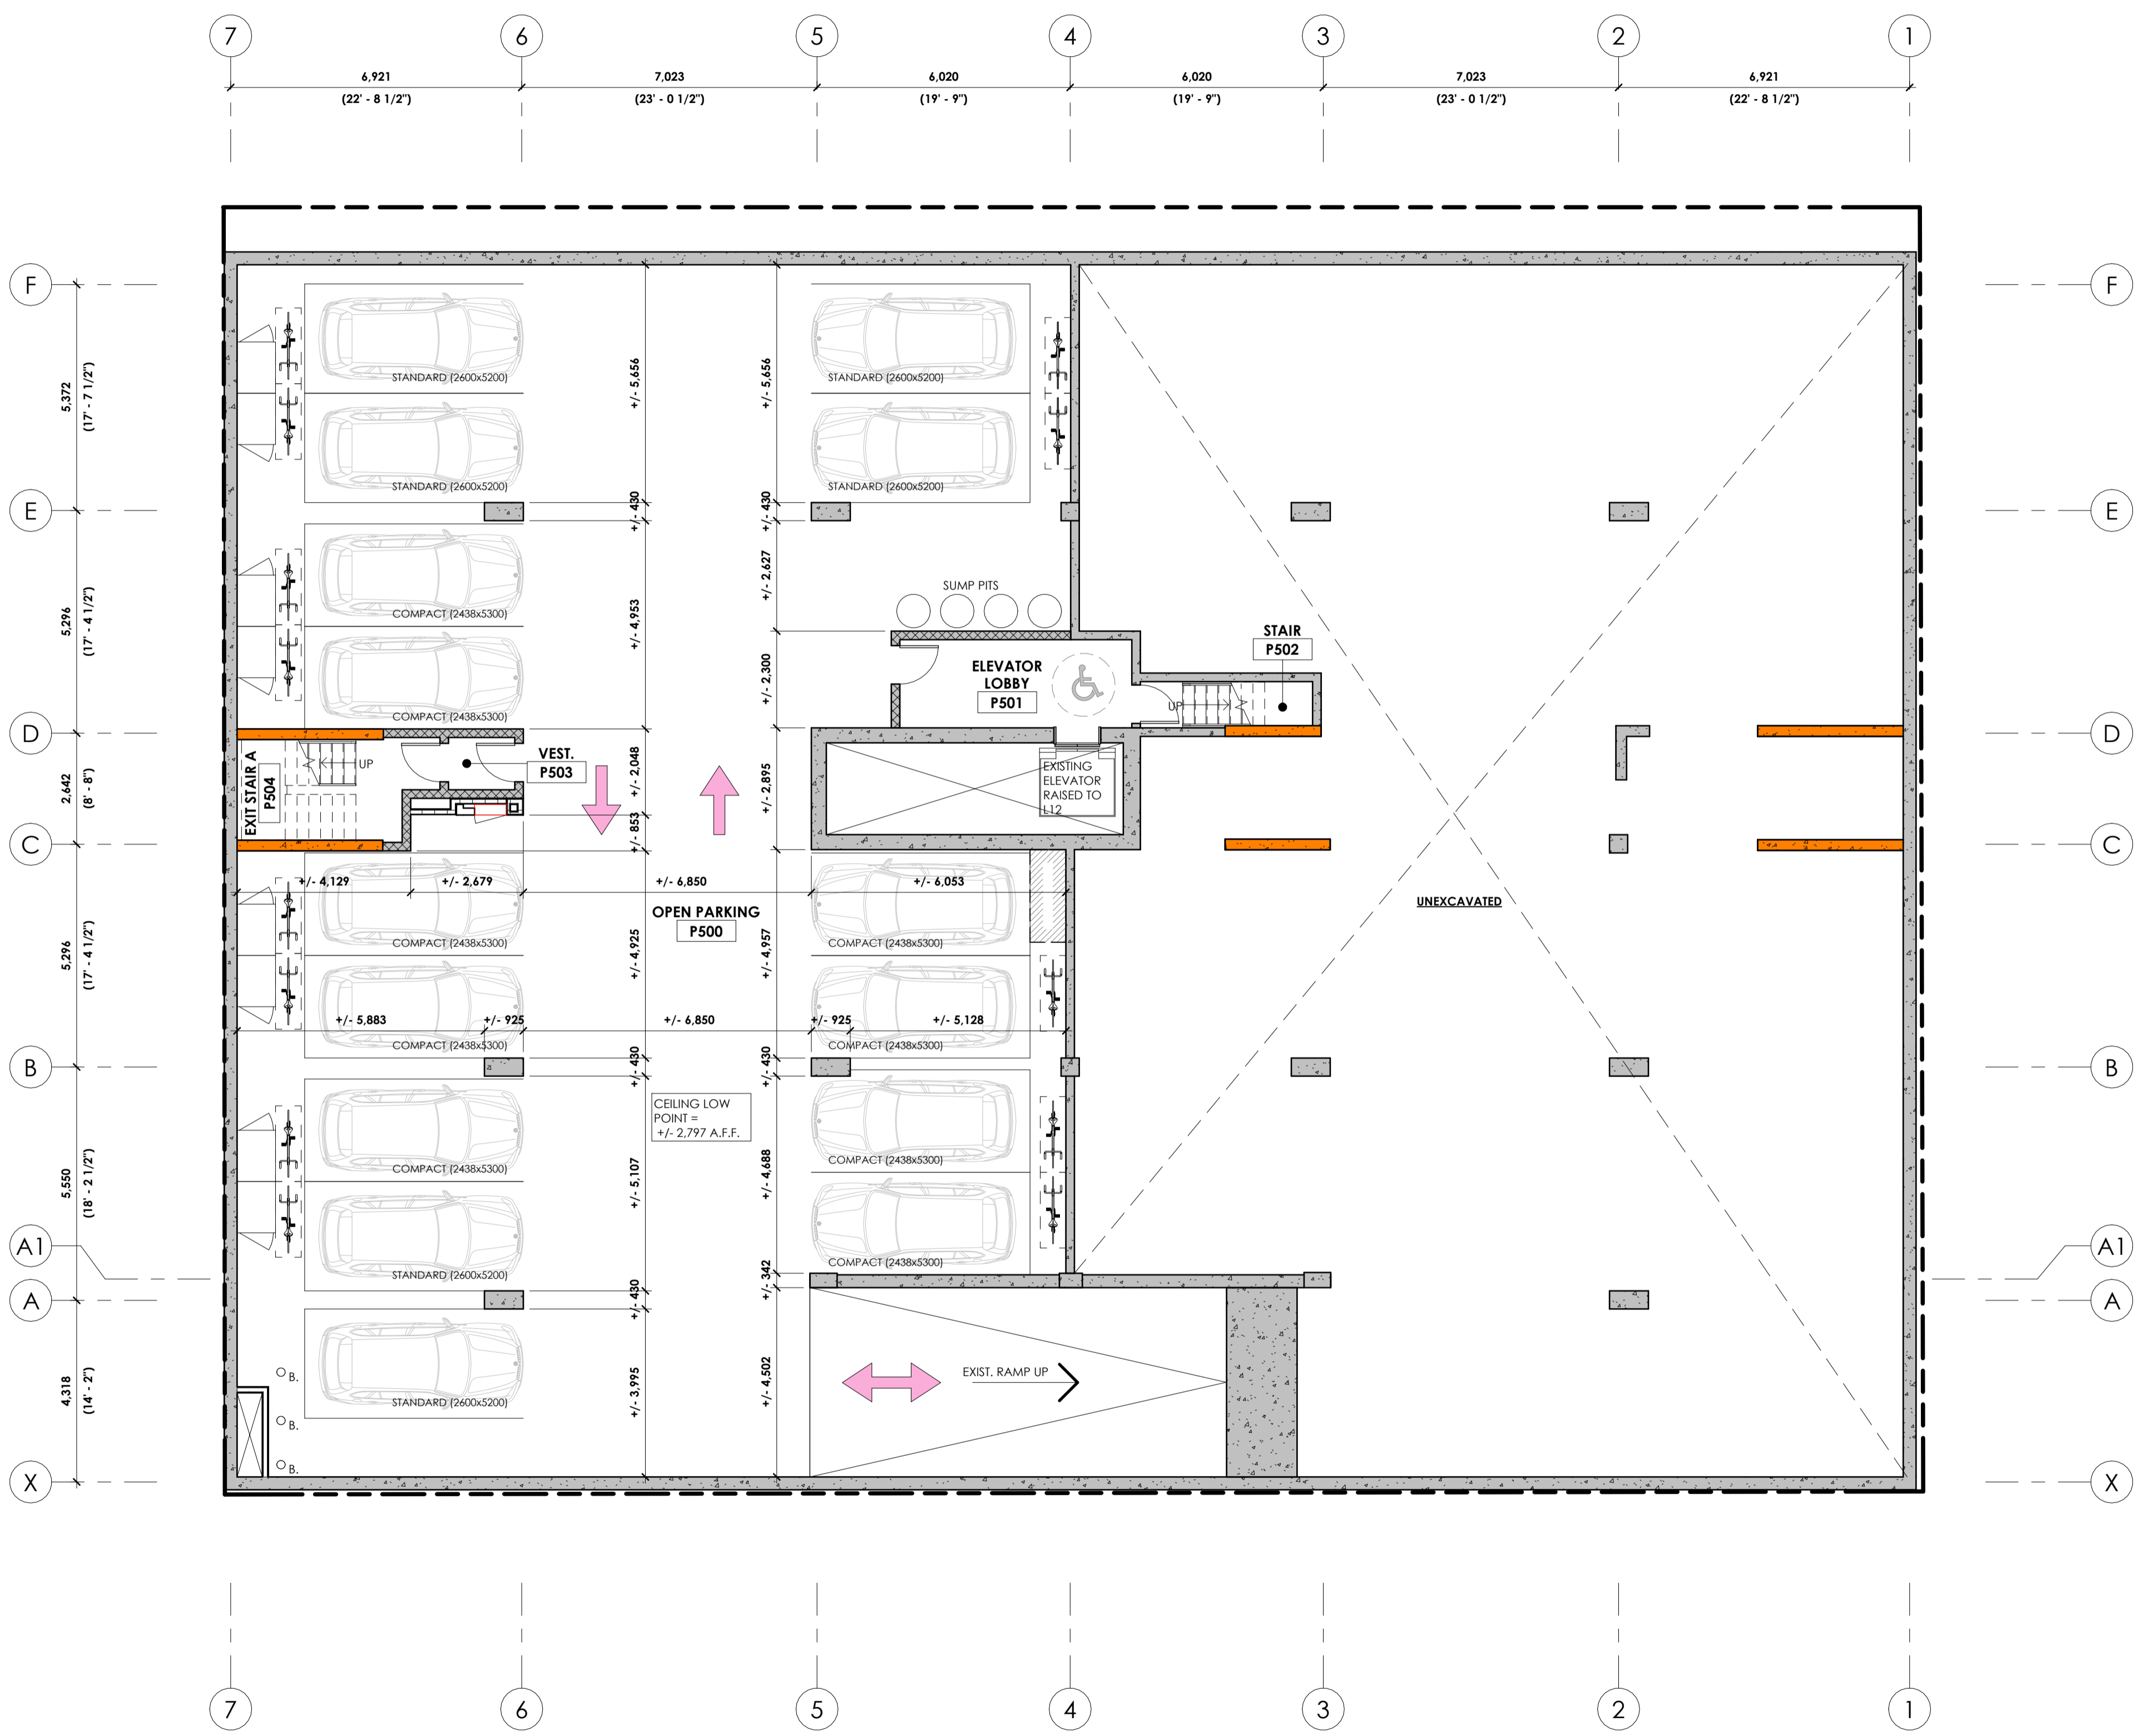 7 6 5 4 3 2 1
6,921 7,023 6,020 6,020 7,023 6,921
(22' - 8 1/2") (23' - 0 1/2") (19' - 9") (19' - 9") (23' - 0 1/2") (22' - 8 1/2")
F F
5,372
(17' - 7 1/2")
STANDARD (2600x5200) STANDARD (2600x5200)
+/- 5,656 +/- 5,656
STANDARD (2600x5200) STANDARD (2600x5200)
E E
+/- 430 +/- 430
+/- 2,627
SUMP PITS
COMPACT (2438x5300)
5,296
(17' - 4 1/2")
+/- 4,953
STAIR
P502
ELEVATOR
LOBBY
P501
+/- 2,300
UP
COMPACT (2438x5300)
D D
VEST.
P503
UP
EXIT STAIR A
P504
2,642
(8' - 8")
+/- 2,048
+/- 2,895
+/- 853
EXISTING
ELEVATOR
RAISED TO
L12
C C
+/- 4,129 +/- 2,679 +/- 6,850 +/- 6,053
UNEXCAVATED
OPEN PARKING
P500
COMPACT (2438x5300) COMPACT (2438x5300)
5,296
(17' - 4 1/2")
+/- 4,925 +/- 4,957
+/- 5,883 +/- 925 +/- 6,850 +/- 925 +/- 5,128
COMPACT (2438x5300) COMPACT (2438x5300)
B B
+/- 430 +/- 430
CEILING LOW
POINT =
+/- 2,797 A.F.F.
COMPACT (2438x5300) COMPACT (2438x5300)
5,550
(18' - 2 1/2")
+/- 5,107 +/- 4,688
A1 A1
STANDARD (2600x5200) COMPACT (2438x5300)
+/- 342
+/- 430
A A
4,318
(14' - 2")
+/- 3,995 +/- 4,502
EXIST. RAMP UP
B.
STANDARD (2600x5200)
B.
B.
X X
7 6 5 4 3 2 1